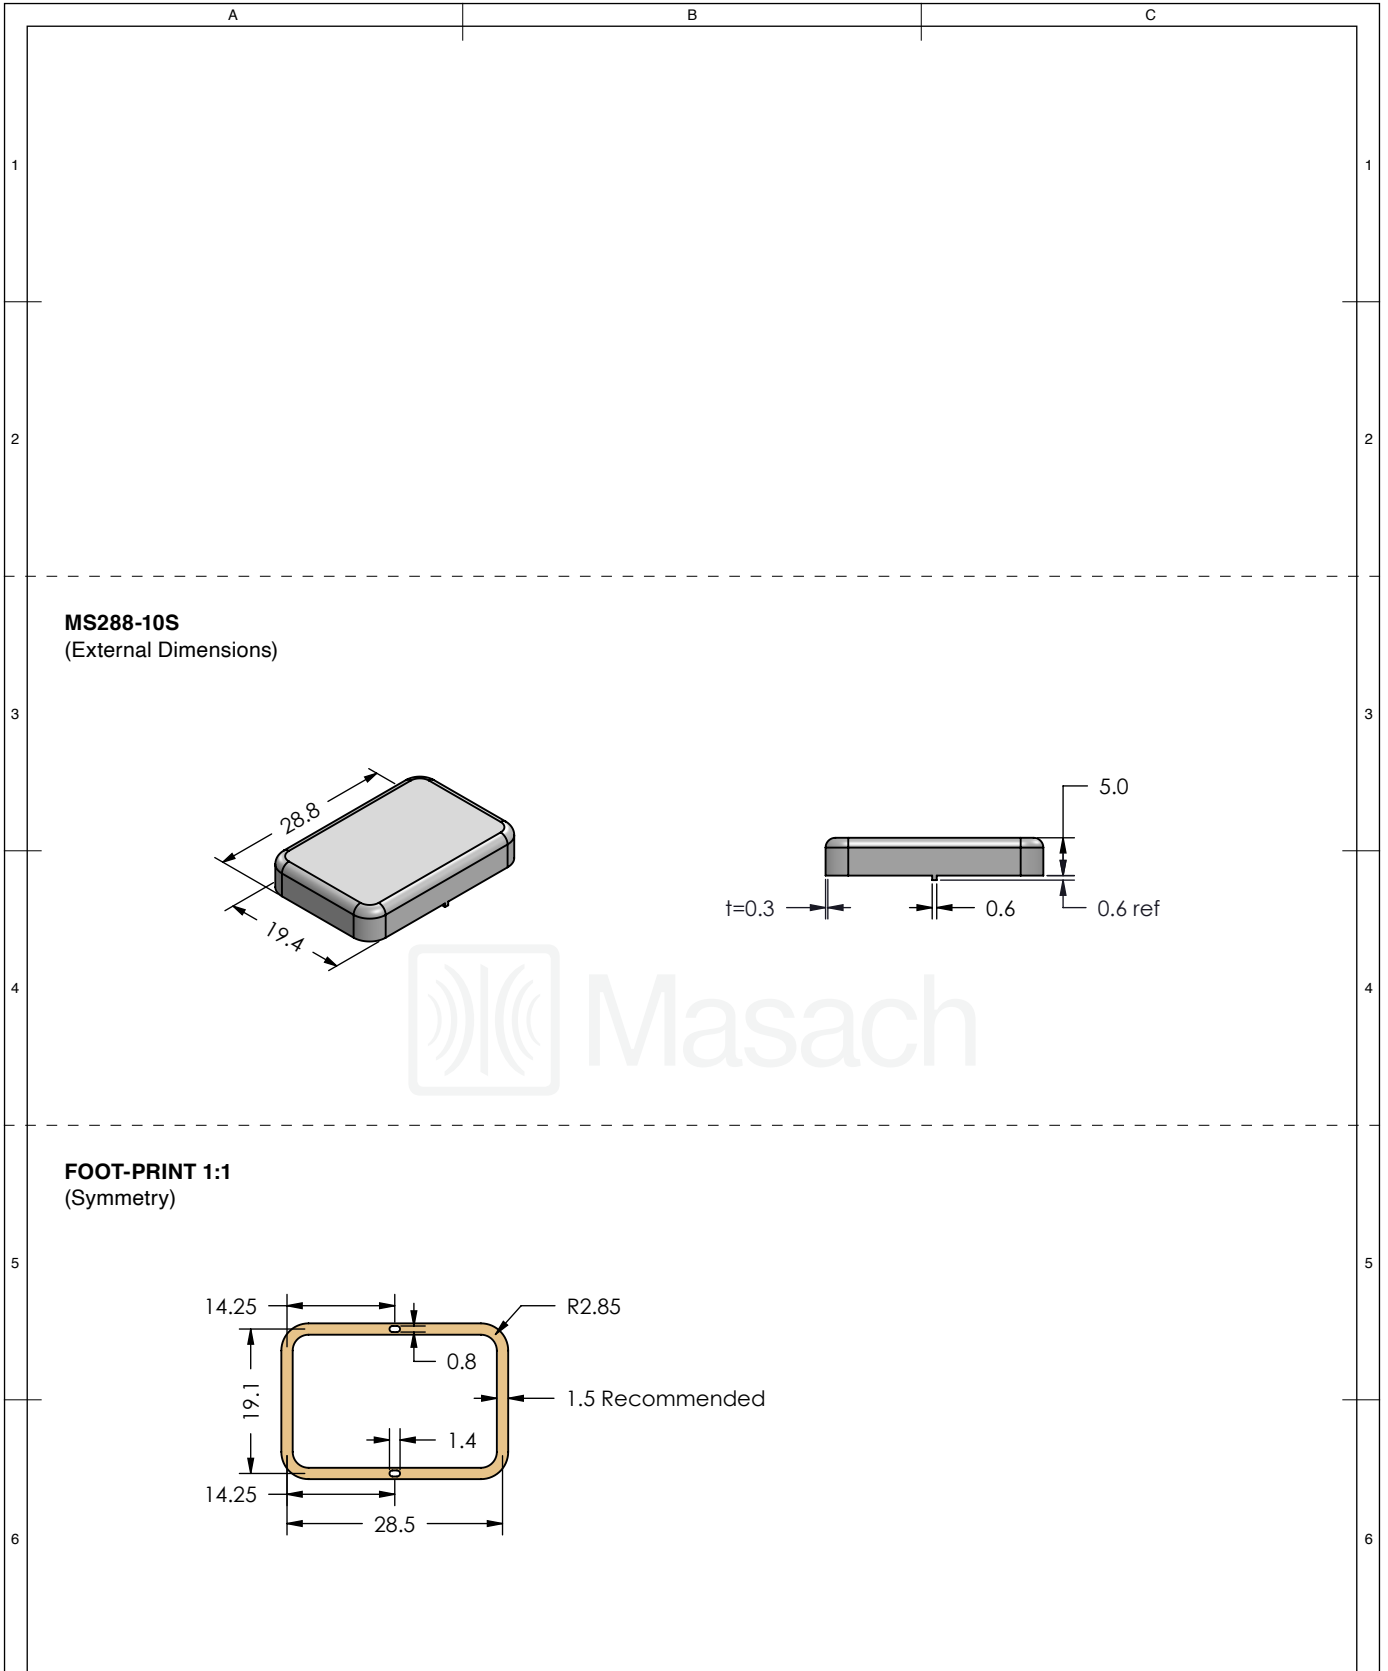 A B C
1 1
2 2
MS288-10S
(External Dimensions)
3 3
28.8
19.4
5.0
t=0.3
0.6
0.6 ref
Masach
4 4
FOOT-PRINT 1:1
(Symmetry)
5 5
14.25
R2.85
0.8
19.1
1.5 Recommended
1.4
14.25
28.5
6 6